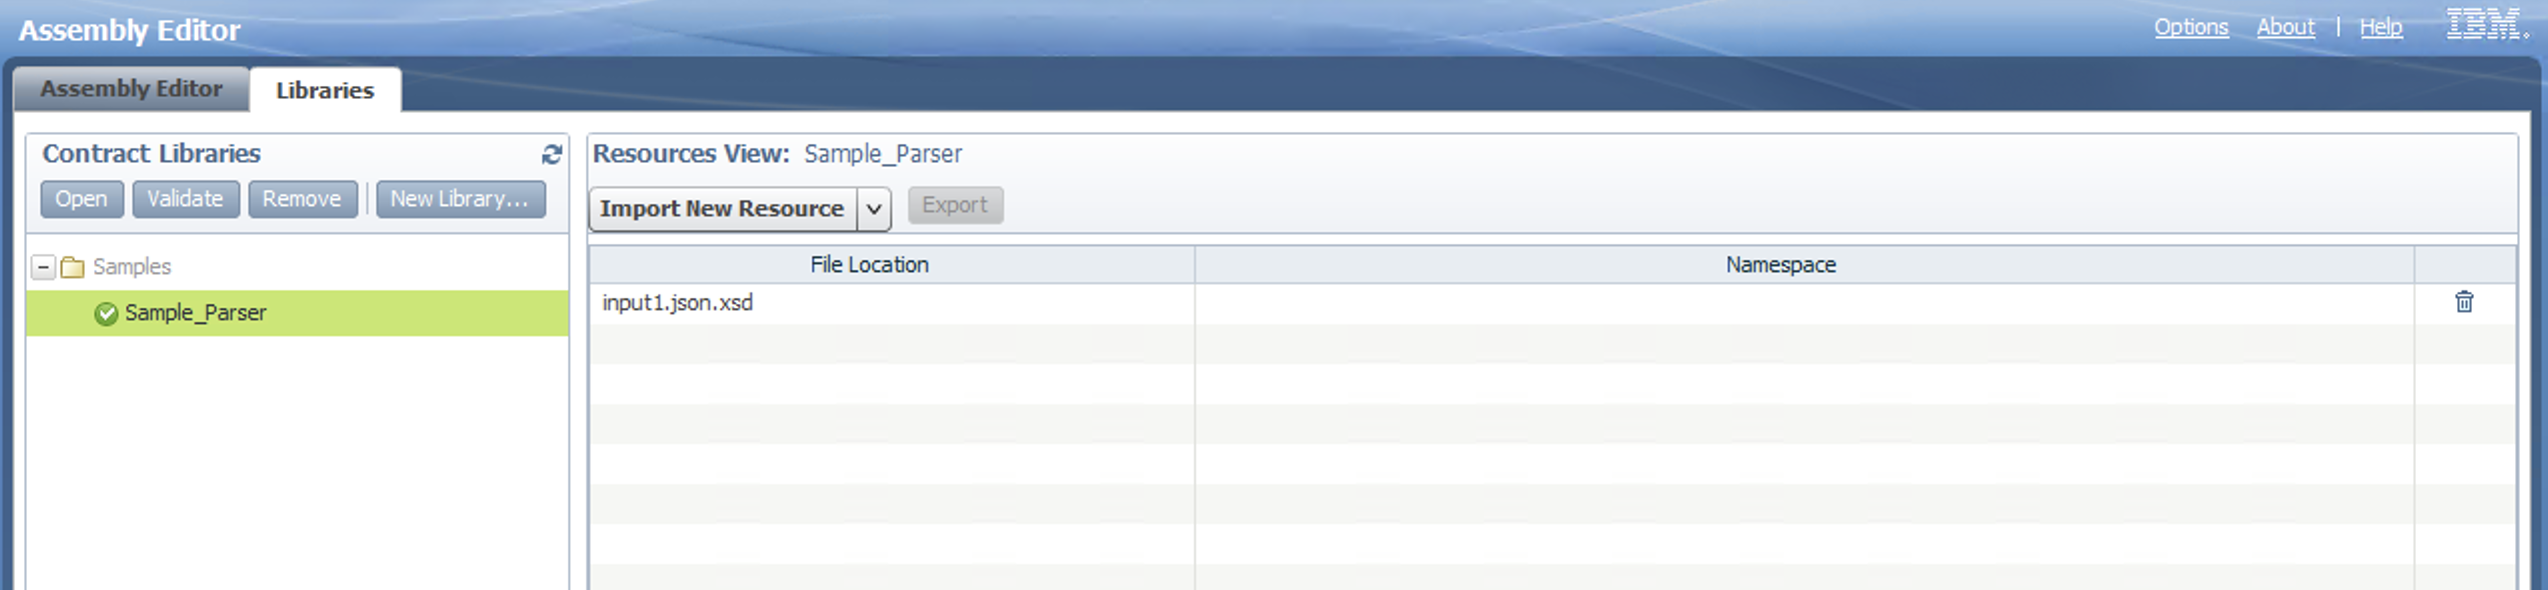 Assembly Editor
Options About | Help IBM.
Assembly Editor Libraries
Contract Libraries
Open Validate Remove New Library...
Samples
Sample_Parser
Resources View: Sample_Parser
Import New Resource Export
File Location Namespace
input1.json.xsd